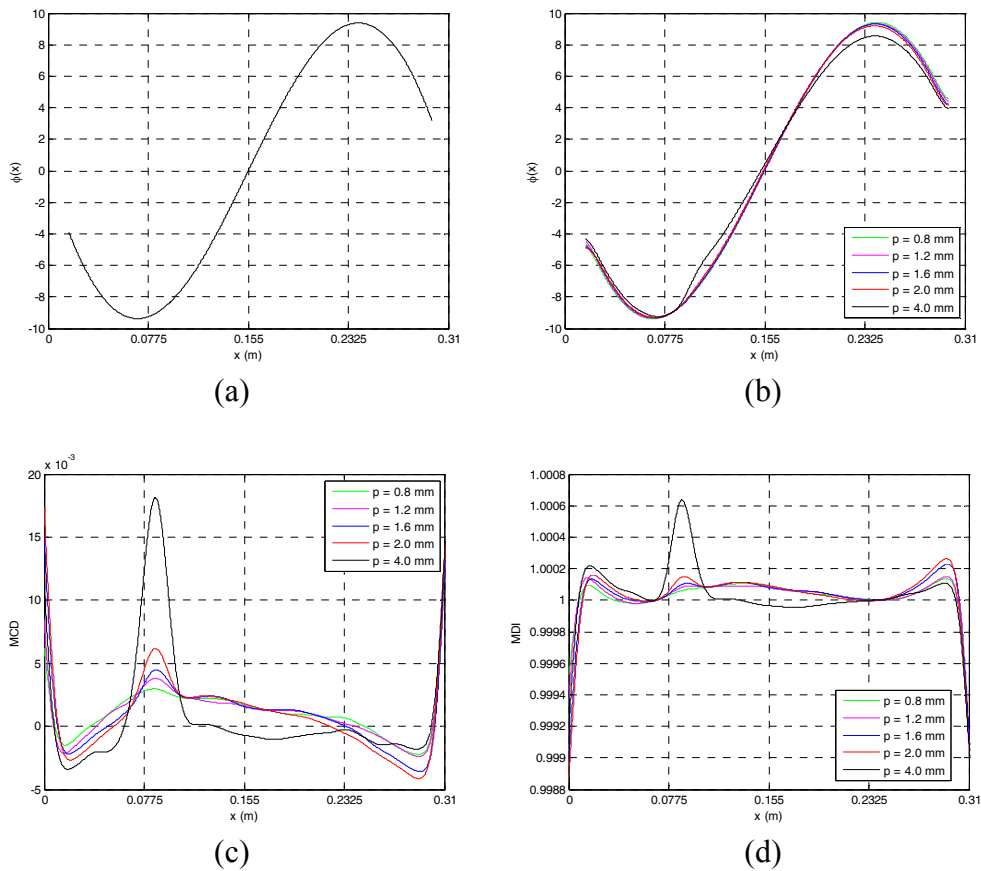 10
8
6
4
2
0
-2
-4
-6
-8
-10
ϕ(x)
0
0.0775
0.155
0.2325
0.31
x (m)
(a)
10
8
6
4
2
0
-2
-4
-6
-8
-10
ϕ(x)
p = 0.8 mm
p = 1.2 mm
p = 1.6 mm
p = 2.0 mm
p = 4.0 mm
0
0.0775
0.155
0.2325
0.31
x (m)
(b)
x 10⁻³
20
15
10
5
0
-5
MCD
p = 0.8 mm
p = 1.2 mm
p = 1.6 mm
p = 2.0 mm
p = 4.0 mm
0
0.0775
0.155
0.2325
0.31
x (m)
(c)
1.0008
1.0006
1.0004
1.0002
1
0.9998
0.9996
0.9994
0.9992
0.999
0.9988
MDI
p = 0.8 mm
p = 1.2 mm
p = 1.6 mm
p = 2.0 mm
p = 4.0 mm
0
0.0775
0.155
0.2325
0.31
x (m)
(d)